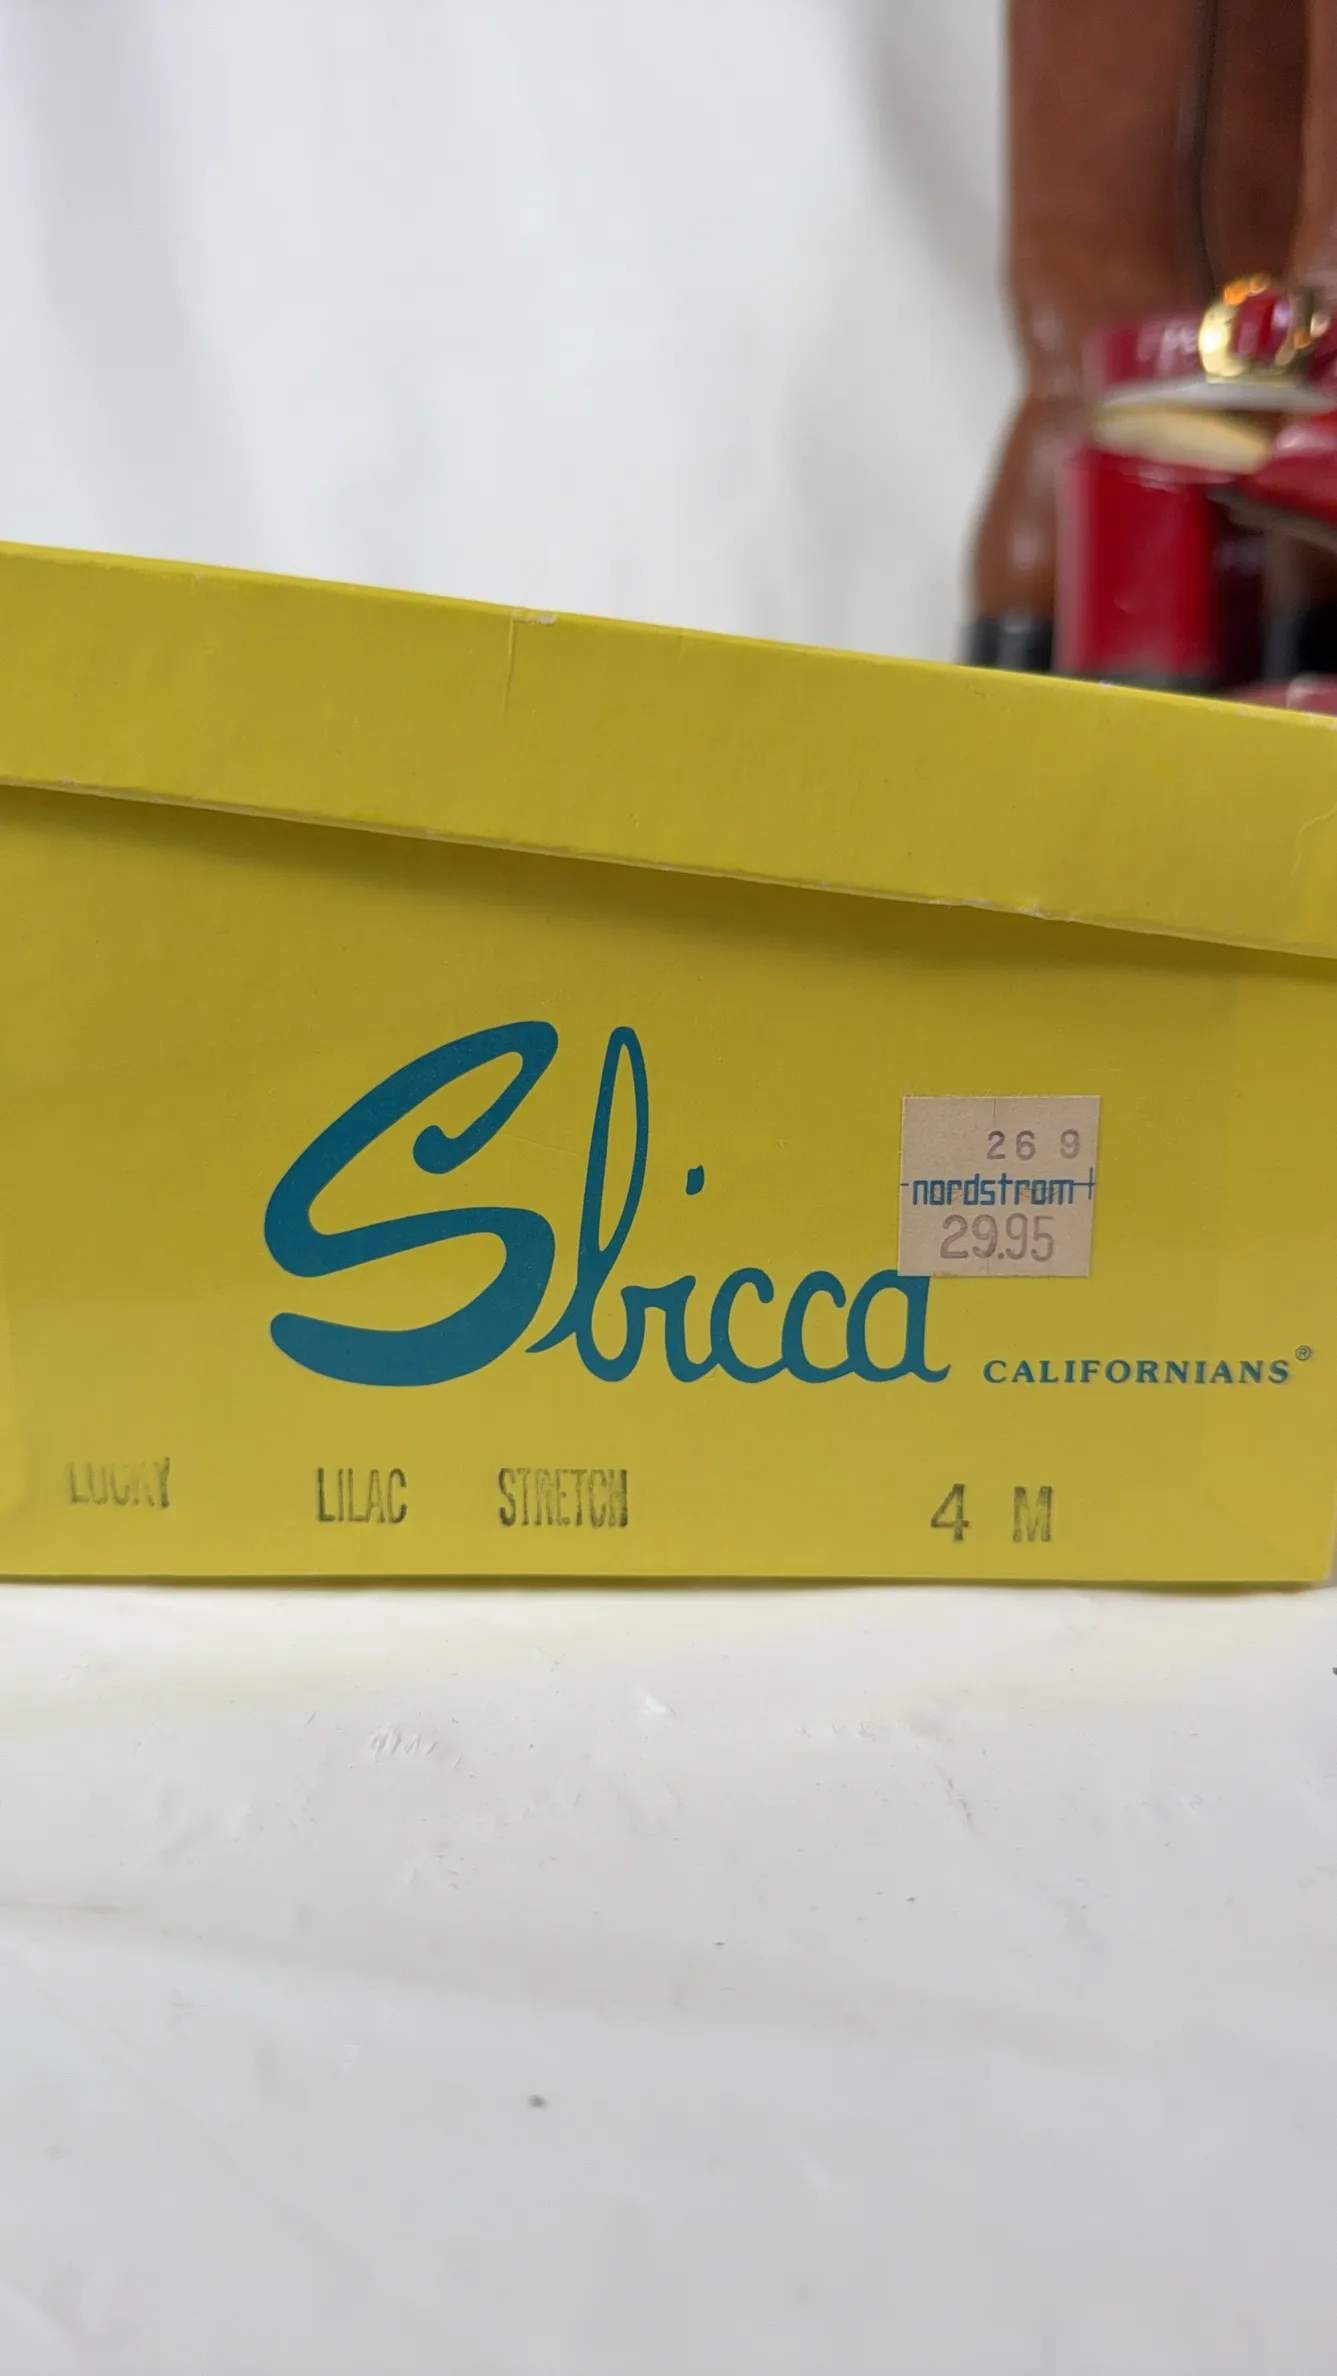 26 9
nordstrom
29.95
Sbicca CALIFORNIANS®
LUCKY LILAC STRETCH 4 M